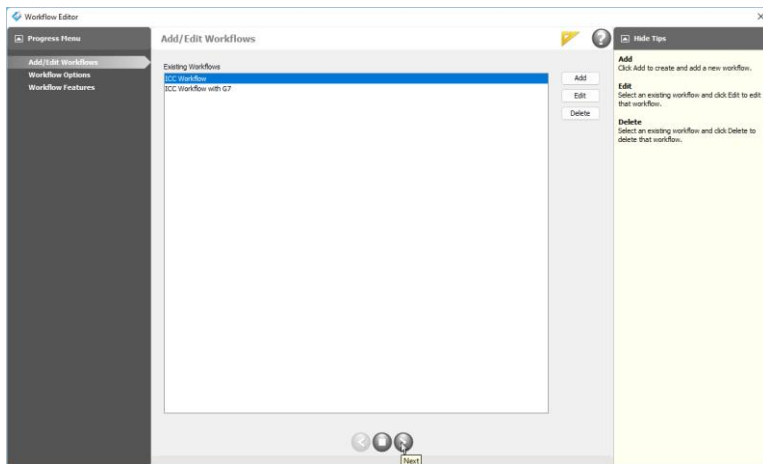 Workflow Editor
Progress Menu
Add/Edit Workflows
Hide Tips
Add/Edit Workflows
Workflow Options
Workflow Features
Existing Workflows
ICC Workflow
ICC Workflow with G7
Add
Edit
Delete
Add
Click Add to create and add a new workflow.
Edit
Select an existing workflow and click Edit to edit
that workflow.
Delete
Select an existing workflow and click Delete to
delete that workflow.
Next